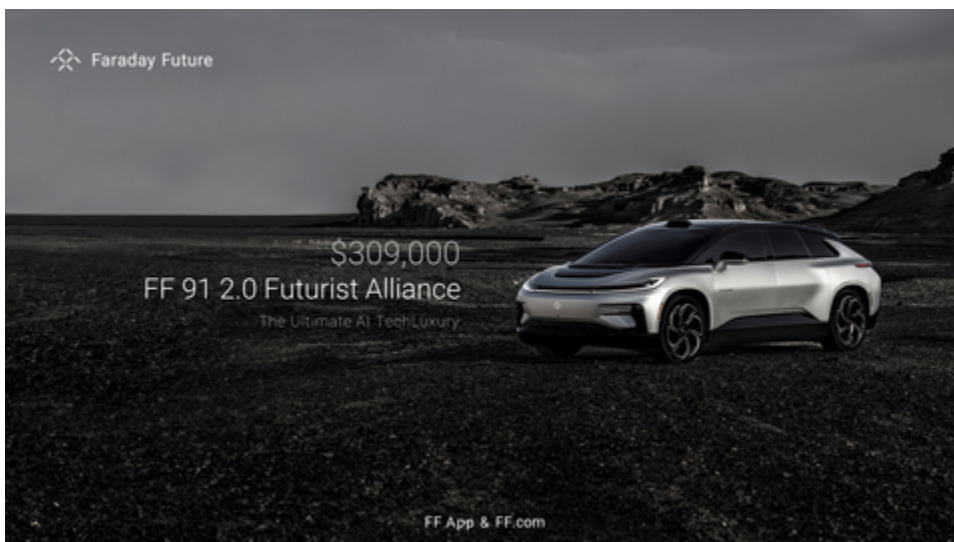 Faraday Future
$309,000
FF 91 2.0 Futurist Alliance
The Ultimate AI TechLuxury
FF App & FF.com